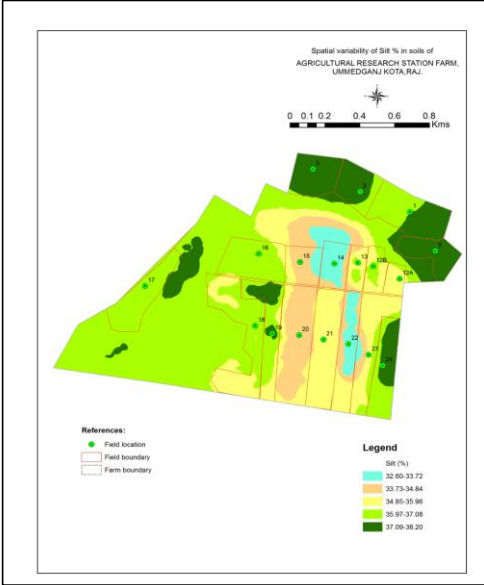 Spatial variability of Silt % in soils of
AGRICULTURAL RESEARCH STATION FARM,
UMMEDGANJ KOTA,RAJ.
0 0.1 0.2 0.4 0.6 0.8
Kms
2
1
5
16
15
14
13
12B
12A
17
18
19
20
21
22
23
24
References:
Field location
Field boundary
Farm boundary
Legend
Silt (%)
32.60-33.72
33.73-34.84
34.85-35.96
35.97-37.08
37.09-38.20